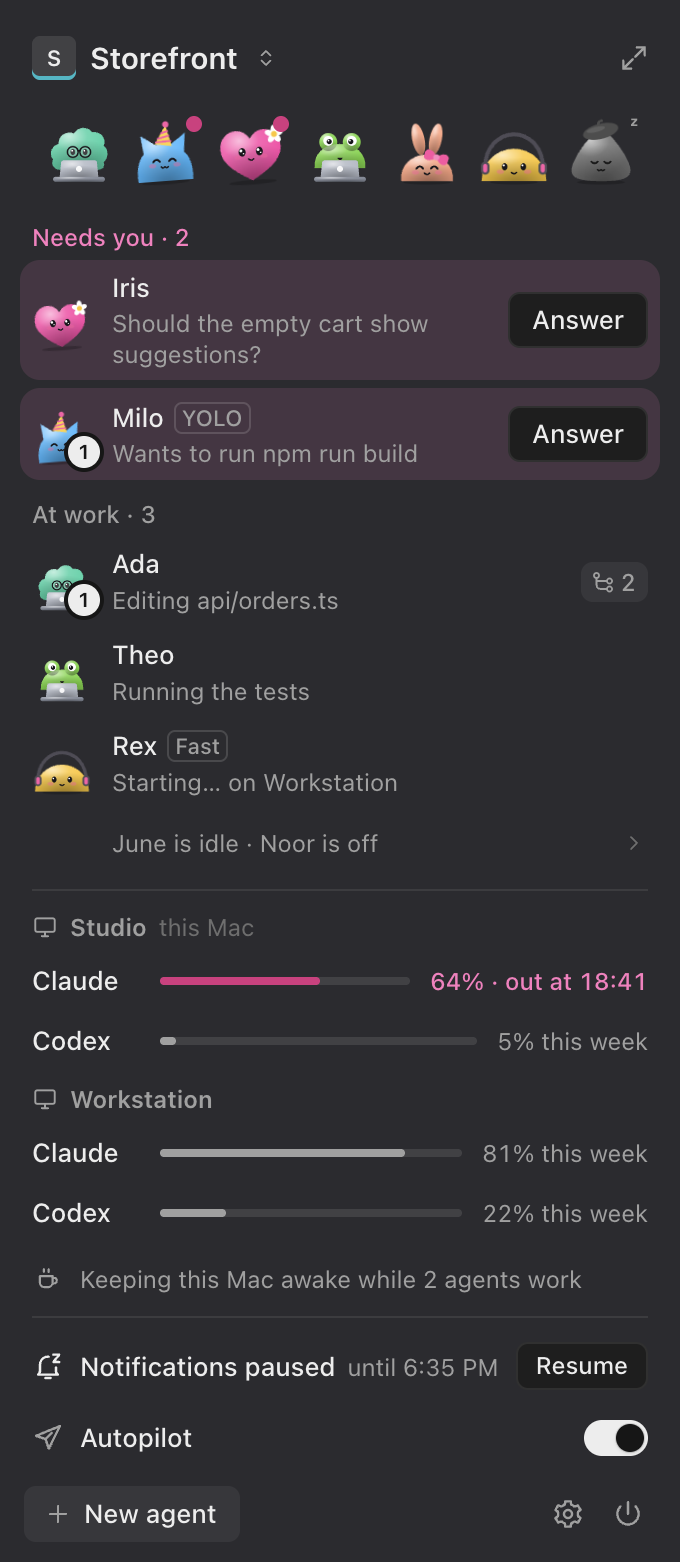 S Storefront
z
Needs you · 2
Iris
Should the empty cart show
suggestions?
Answer
Milo YOLO
1
Wants to run npm run build
Answer
At work · 3
Ada
1
Editing api/orders.ts
2
Theo
Running the tests
Rex Fast
Starting... on Workstation
June is idle · Noor is off
Studio this Mac
Claude 64% · out at 18:41
Codex 5% this week
Workstation
Claude 81% this week
Codex 22% this week
Keeping this Mac awake while 2 agents work
z
Notifications paused until 6:35 PM Resume
Autopilot
+ New agent